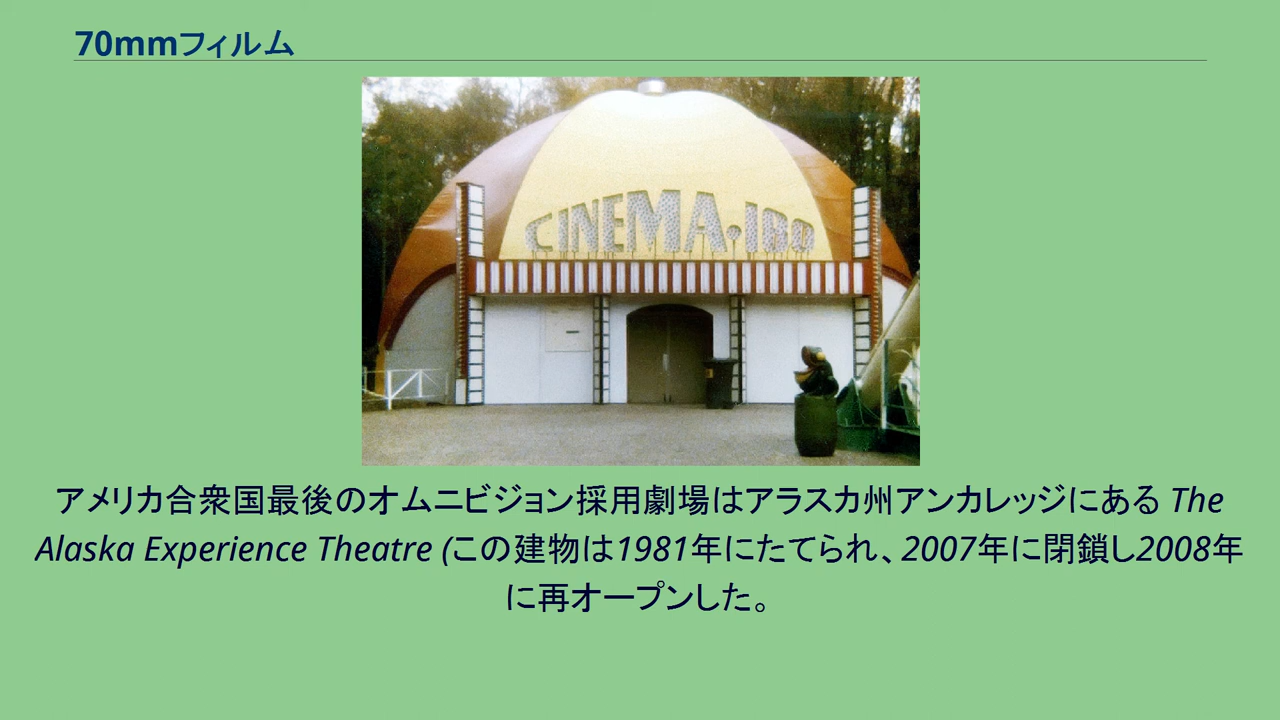 70mmフィルム
CINEMA·180
アメリカ合衆国最後のオムニビジョン採用劇場はアラスカ州アンカレッジにある The
Alaska Experience Theatre (この建物は1981年にたてられ、2007年に閉鎖し2008年
に再オープンした。